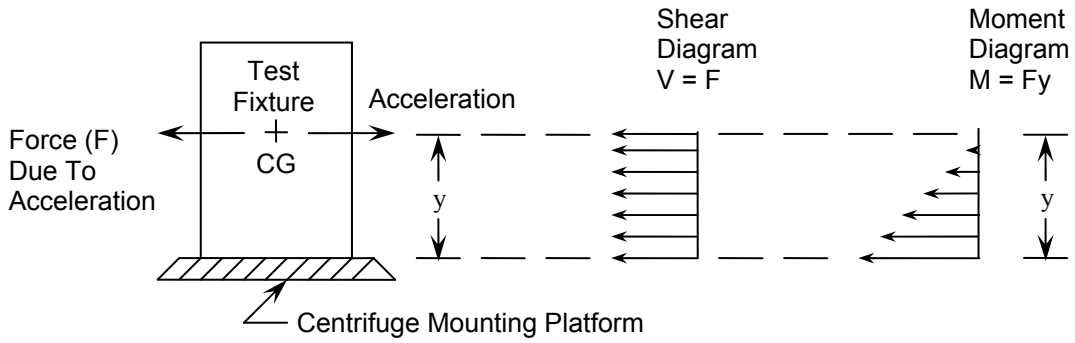 Shear
Diagram
V = F
Moment
Diagram
M = Fy
Test
Fixture
CG
Acceleration
Force (F)
Due To
Acceleration
y
y
Centrifuge Mounting Platform